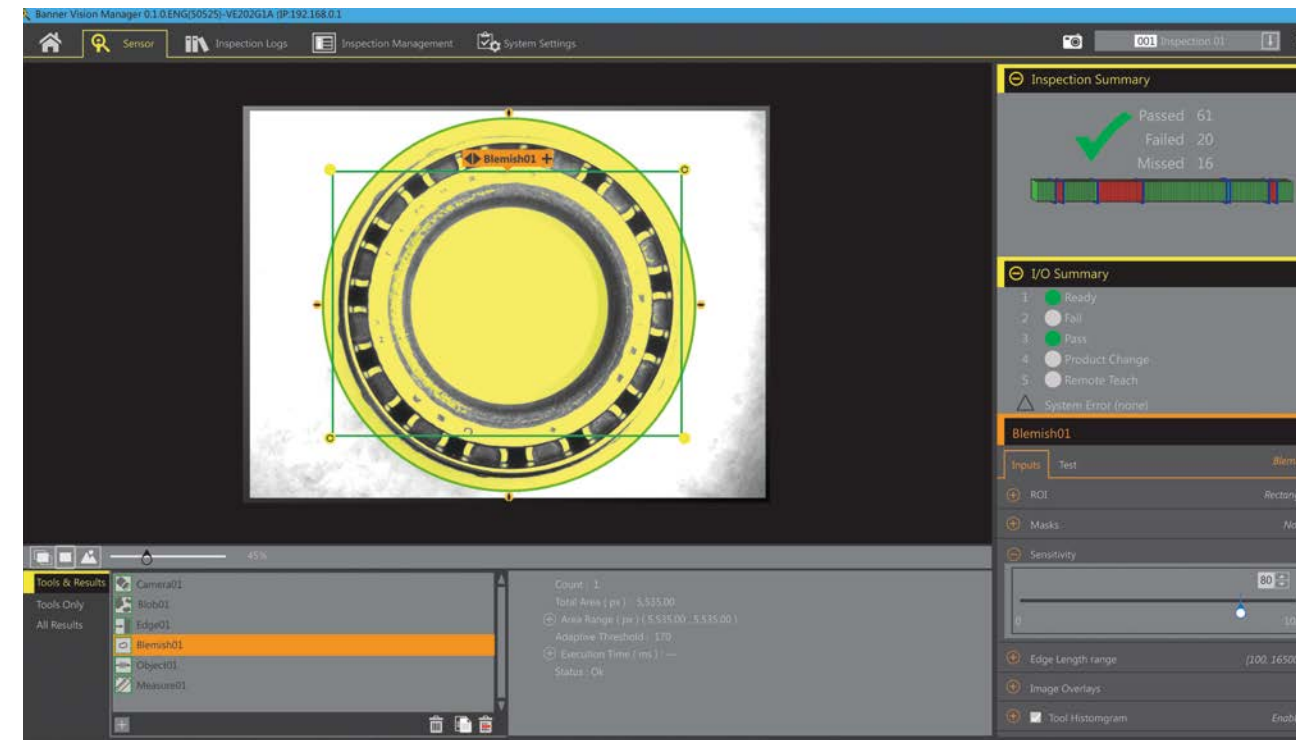 Banner Vision Manager 0.1.0.ENG(50525)-VE202G1A (IP:192.168.0.1
Sensor
Inspection Logs
Inspection Management
System Settings
001 Inspection 01
Inspection Summary
Passed 61
Failed 20
Missed 16
Blemish01
I/O Summary
1 Ready
2 Fail
3 Pass
4 Product Change
5 Remote Teach
System Error (none)
Blemish01
Inputs Test Blem
ROI Rectang
Masks No
Sensitivity
80
0 10
Edge Length range [100, 16500
Image Overlays
Tool Histomgram Enabl
45%
Tools & Results
Tools Only
All Results
Camera01
Blob01
Edge01
Blemish01
Object01
Measure01
Count : 1
Total Area ( px ) : 5,535.00
Area Range ( px ) ( 5,535.00 , 5,535.00 )
Adaptive Threshold : 170
Execution Time ( ms ) : ---
Status : Ok